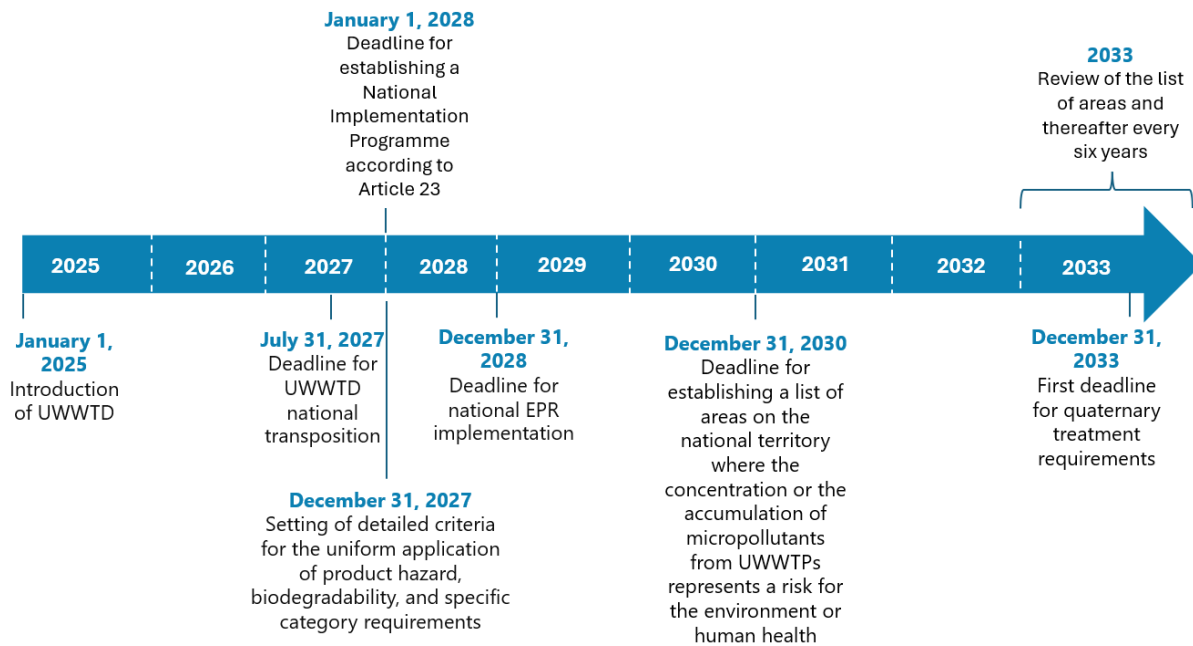 January 1, 2028
Deadline for
establishing a
National
Implementation
Programme
according to
Article 23
2033
Review of the list
of areas and
thereafter every
six years
2025
2026
2027
2028
2029
2030
2031
2032
2033
January 1,
2025
Introduction
of UWWTD
July 31, 2027
Deadline for
UWWTD
national
transposition
December 31, 2027
Setting of detailed criteria
for the uniform application
of product hazard,
biodegradability, and specific
category requirements
December 31,
2028
Deadline for
national EPR
implementation
December 31, 2030
Deadline for
establishing a list of
areas on the
national territory
where the
concentration or the
accumulation of
micropollutants
from UWWTPs
represents a risk for
the environment or
human health
December 31,
2033
First deadline
for quaternary
treatment
requirements